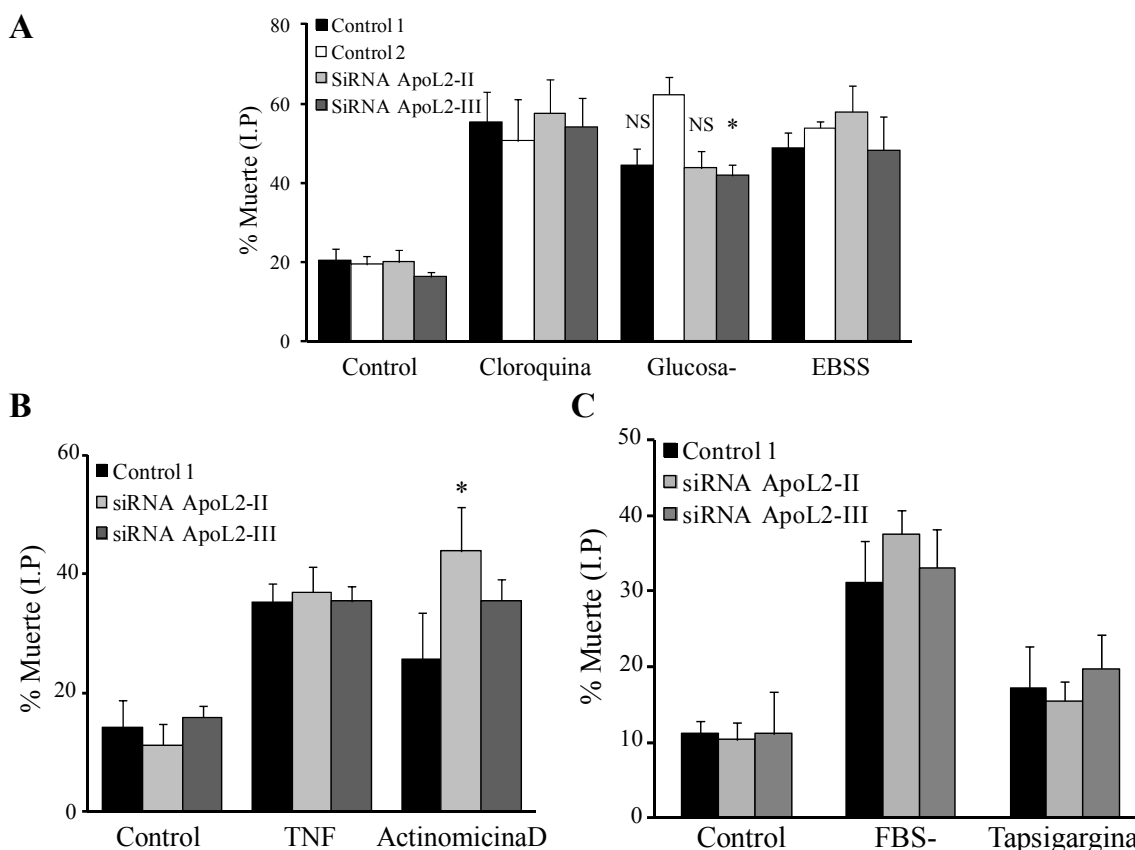 A
80
60
40
20
0
% Muerte (I.P)
Control 1
Control 2
SiRNA ApoL2-II
SiRNA ApoL2-III
NS
NS
*
Control
Cloroquina
Glucosa-
EBSS
B
60
40
20
0
% Muerte (I.P)
Control 1
siRNA ApoL2-II
siRNA ApoL2-III
*
Control
TNF
ActinomicinaD
C
50
40
30
20
10
0
% Muerte (I.P)
Control 1
siRNA ApoL2-II
siRNA ApoL2-III
Control
FBS-
Tapsigargina